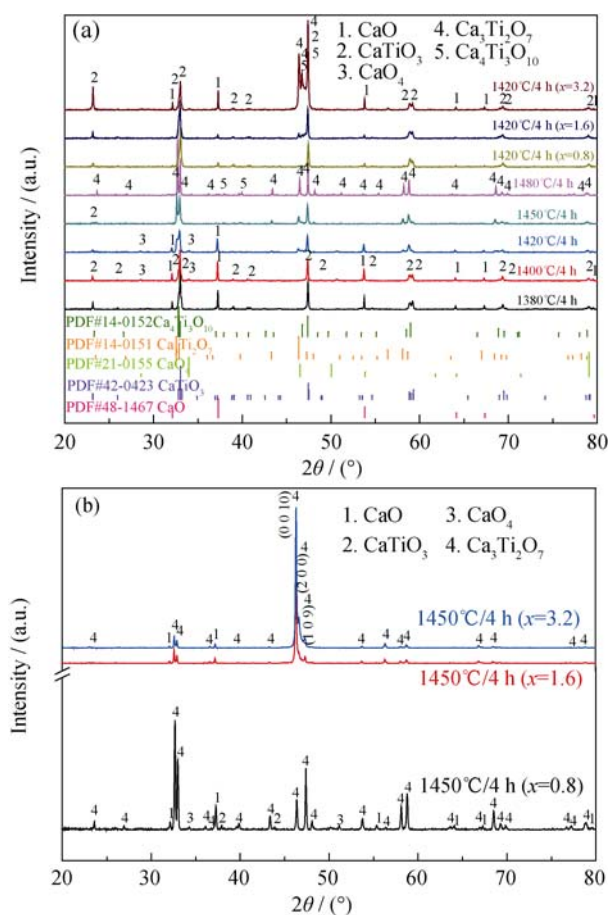 (a)
1. CaO 4. Ca₃Ti₂O₇
2. CaTiO₃ 5. Ca₄Ti₃O₁₀
3. CaO₄
1420℃/4 h (x=3.2)
1420℃/4 h (x=1.6)
1420℃/4 h (x=0.8)
1480℃/4 h
1450℃/4 h
1420℃/4 h
1400℃/4 h
1380℃/4 h
PDF#14-0152Ca₄Ti₃O₁₀
PDF#14-0151 Ca₃Ti₂O₇
PDF#21-0155 CaO₄
PDF#42-0423 CaTiO₃
PDF#48-1467 CaO
Intensity / (a.u.)
20 30 40 50 60 70 80
2θ / (°)
(b)
1. CaO 3. CaO₄
2. CaTiO₃ 4. Ca₃Ti₂O₇
(0 0 10) 4
(2 0 0) 4
(1 0 9) 4
1450℃/4 h (x=3.2)
1450℃/4 h (x=1.6)
1450℃/4 h (x=0.8)
Intensity / (a.u.)
20 30 40 50 60 70 80
2θ / (°)